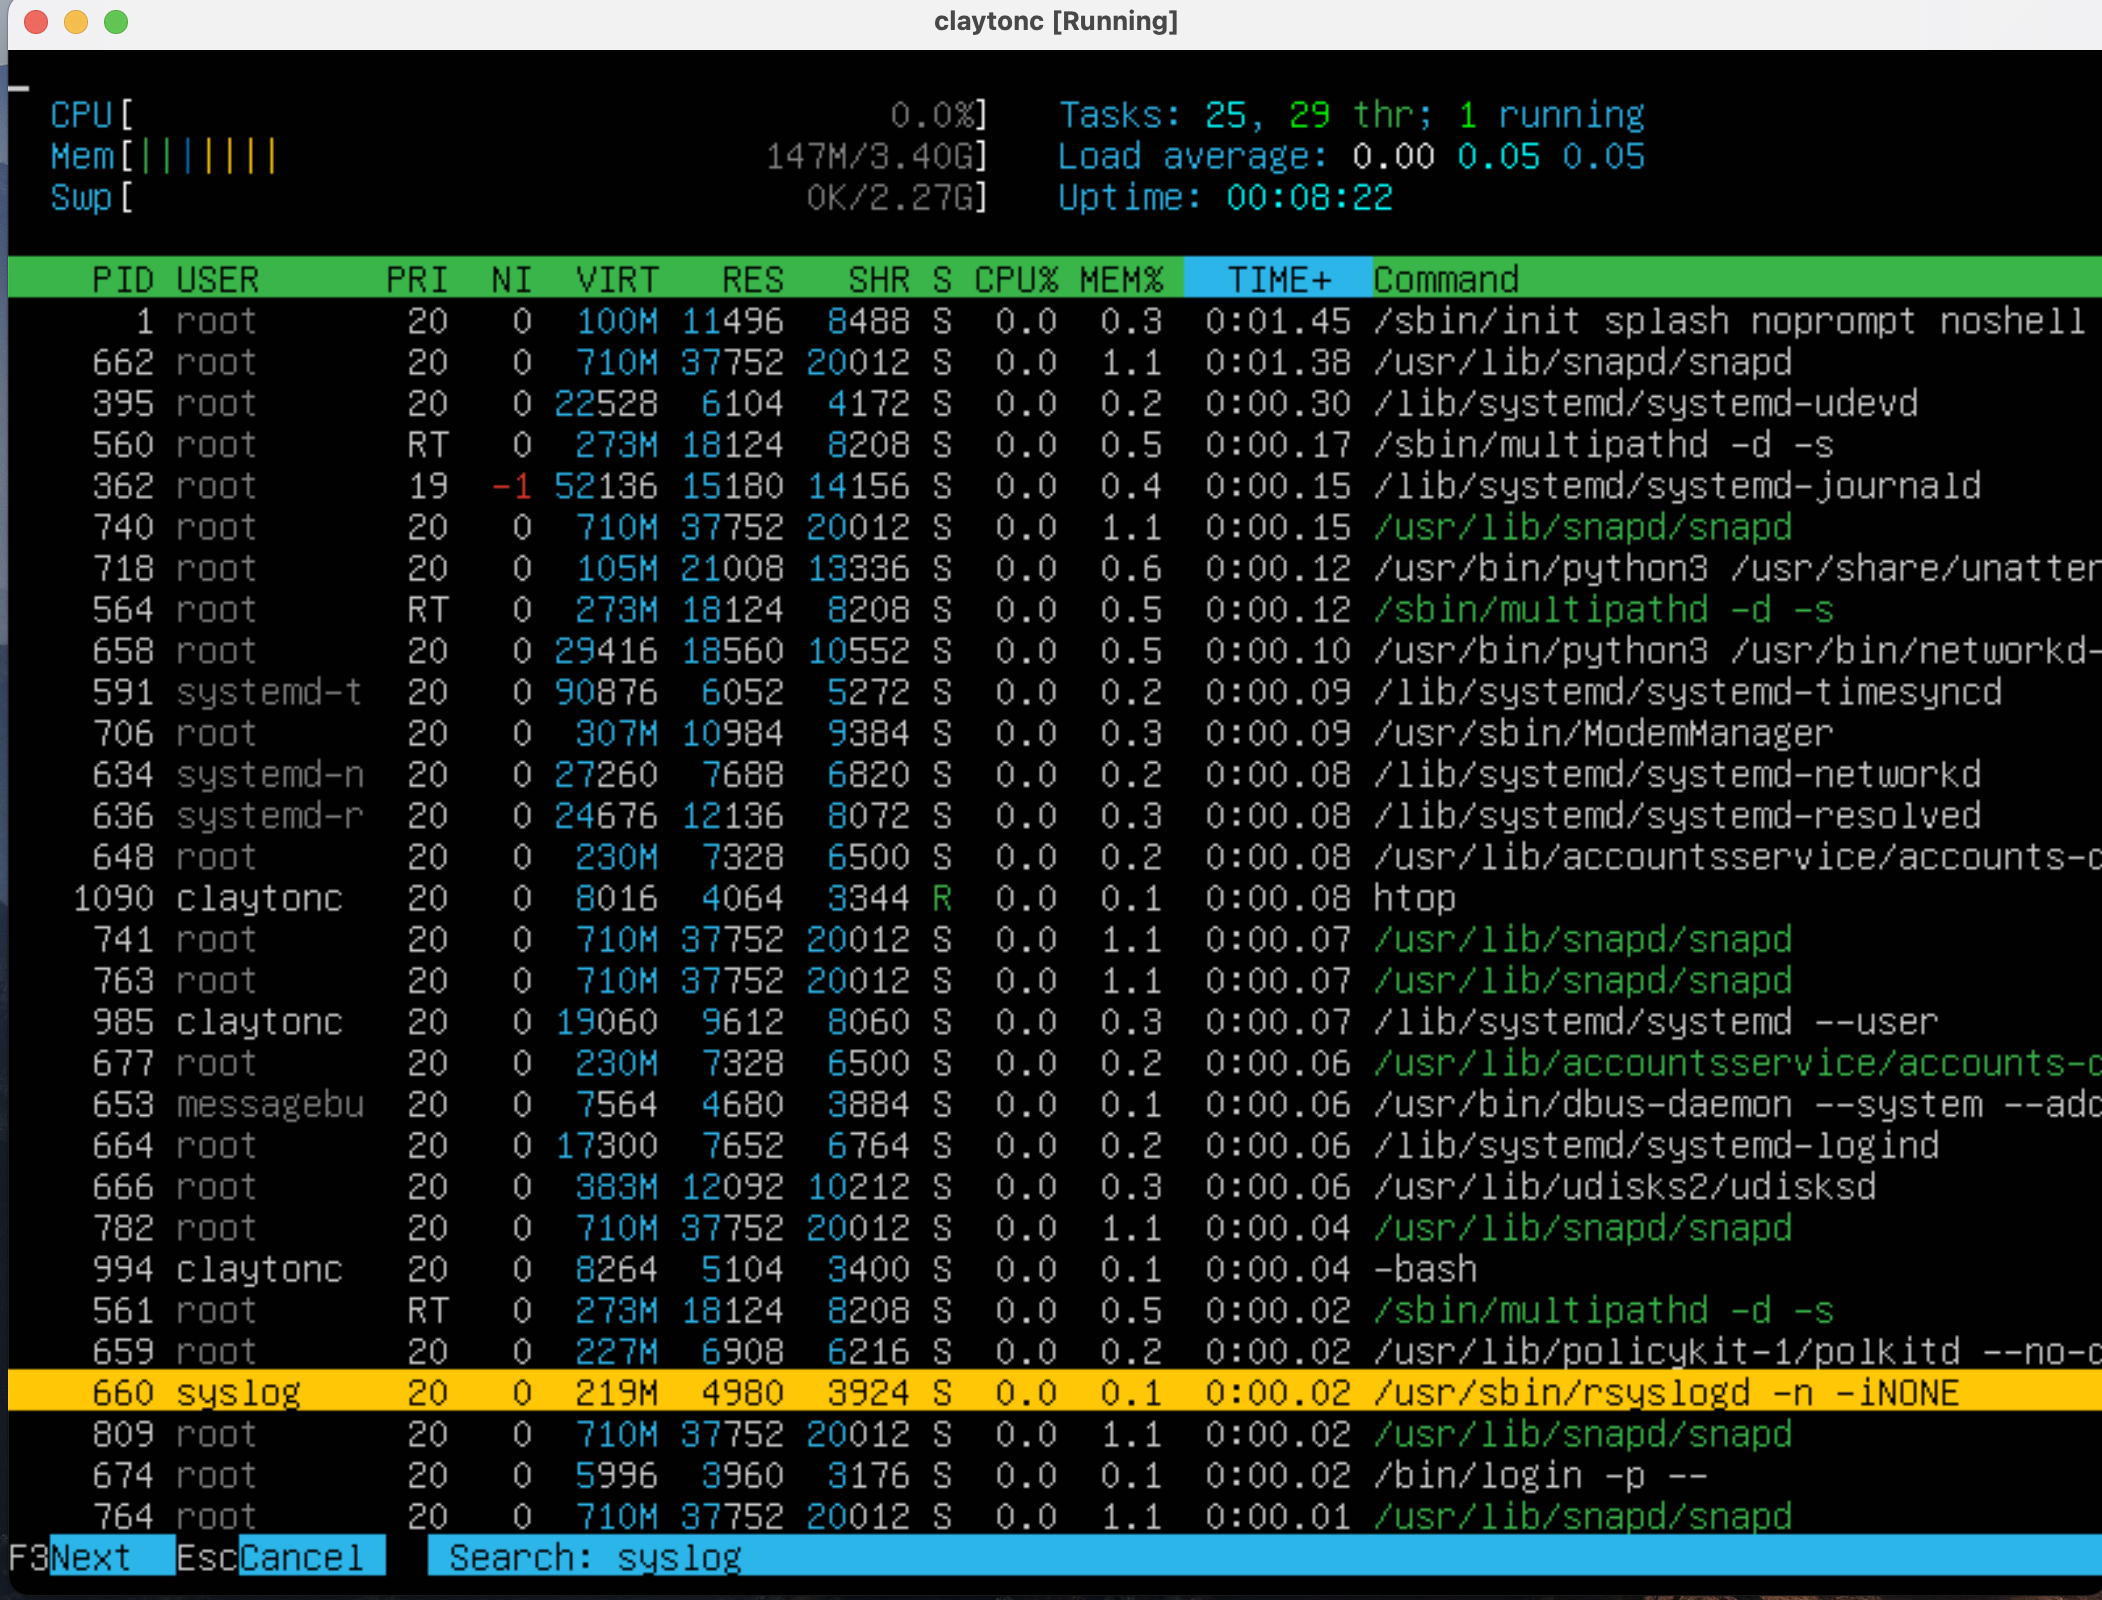 claytonc [Running]
CPU[ 0.0%] Tasks: 25, 29 thr; 1 running
Mem[||||||| 147M/3.40G] Load average: 0.00 0.05 0.05
Swp[ 0K/2.27G] Uptime: 00:08:22
PID USER PRI NI VIRT RES SHR S CPU% MEM% TIME+ Command
1 root 20 0 100M 11496 8488 S 0.0 0.3 0:01.45 /sbin/init splash noprompt noshell
662 root 20 0 710M 37752 20012 S 0.0 1.1 0:01.38 /usr/lib/snapd/snapd
395 root 20 0 22528 6104 4172 S 0.0 0.2 0:00.30 /lib/systemd/systemd-udevd
560 root RT 0 273M 18124 8208 S 0.0 0.5 0:00.17 /sbin/multipathd -d -s
362 root 19 -1 52136 15180 14156 S 0.0 0.4 0:00.15 /lib/systemd/systemd-journald
740 root 20 0 710M 37752 20012 S 0.0 1.1 0:00.15 /usr/lib/snapd/snapd
718 root 20 0 105M 21008 13336 S 0.0 0.6 0:00.12 /usr/bin/python3 /usr/share/unatter
564 root RT 0 273M 18124 8208 S 0.0 0.5 0:00.12 /sbin/multipathd -d -s
658 root 20 0 29416 18560 10552 S 0.0 0.5 0:00.10 /usr/bin/python3 /usr/bin/networkd-
591 systemd-t 20 0 90876 6052 5272 S 0.0 0.2 0:00.09 /lib/systemd/systemd-timesyncd
706 root 20 0 307M 10984 9384 S 0.0 0.3 0:00.09 /usr/sbin/ModemManager
634 systemd-n 20 0 27260 7688 6820 S 0.0 0.2 0:00.08 /lib/systemd/systemd-networkd
636 systemd-r 20 0 24676 12136 8072 S 0.0 0.3 0:00.08 /lib/systemd/systemd-resolved
648 root 20 0 230M 7328 6500 S 0.0 0.2 0:00.08 /usr/lib/accountsservice/accounts-c
1090 claytonc 20 0 8016 4064 3344 R 0.0 0.1 0:00.08 htop
741 root 20 0 710M 37752 20012 S 0.0 1.1 0:00.07 /usr/lib/snapd/snapd
763 root 20 0 710M 37752 20012 S 0.0 1.1 0:00.07 /usr/lib/snapd/snapd
985 claytonc 20 0 19060 9612 8060 S 0.0 0.3 0:00.07 /lib/systemd/systemd --user
677 root 20 0 230M 7328 6500 S 0.0 0.2 0:00.06 /usr/lib/accountsservice/accounts-c
653 messagebu 20 0 7564 4680 3884 S 0.0 0.1 0:00.06 /usr/bin/dbus-daemon --system --adc
664 root 20 0 17300 7652 6764 S 0.0 0.2 0:00.06 /lib/systemd/systemd-logind
666 root 20 0 383M 12092 10212 S 0.0 0.3 0:00.06 /usr/lib/udisks2/udisksd
782 root 20 0 710M 37752 20012 S 0.0 1.1 0:00.04 /usr/lib/snapd/snapd
994 claytonc 20 0 8264 5104 3400 S 0.0 0.1 0:00.04 -bash
561 root RT 0 273M 18124 8208 S 0.0 0.5 0:00.02 /sbin/multipathd -d -s
659 root 20 0 227M 6908 6216 S 0.0 0.2 0:00.02 /usr/lib/policykit-1/polkitd --no-c
660 syslog 20 0 219M 4980 3924 S 0.0 0.1 0:00.02 /usr/sbin/rsyslogd -n -iNONE
809 root 20 0 710M 37752 20012 S 0.0 1.1 0:00.02 /usr/lib/snapd/snapd
674 root 20 0 5996 3960 3176 S 0.0 0.1 0:00.02 /bin/login -p --
764 root 20 0 710M 37752 20012 S 0.0 1.1 0:00.01 /usr/lib/snapd/snapd
F3Next EscCancel Search: syslog